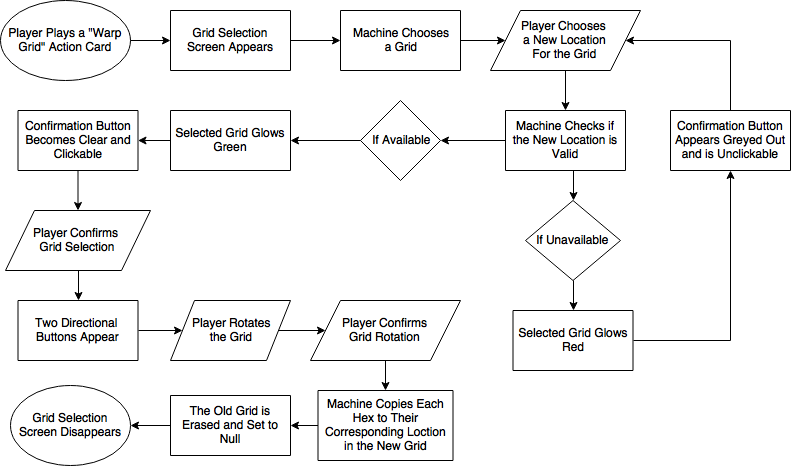 Player Plays a "Warp
Grid" Action Card
Grid Selection
Screen Appears
Machine Chooses
a Grid
Player Chooses
a New Location
For the Grid
Confirmation Button
Becomes Clear and
Clickable
Selected Grid Glows
Green
If Available
Machine Checks if
the New Location is
Valid
Confirmation Button
Appears Greyed Out
and is Unclickable
Player Confirms
Grid Selection
If Unavailable
Two Directional
Buttons Appear
Player Rotates
the Grid
Player Confirms
Grid Rotation
Selected Grid Glows
Red
Grid Selection
Screen Disappears
The Old Grid is
Erased and Set to
Null
Machine Copies Each
Hex to Their
Corresponding Loction
in the New Grid